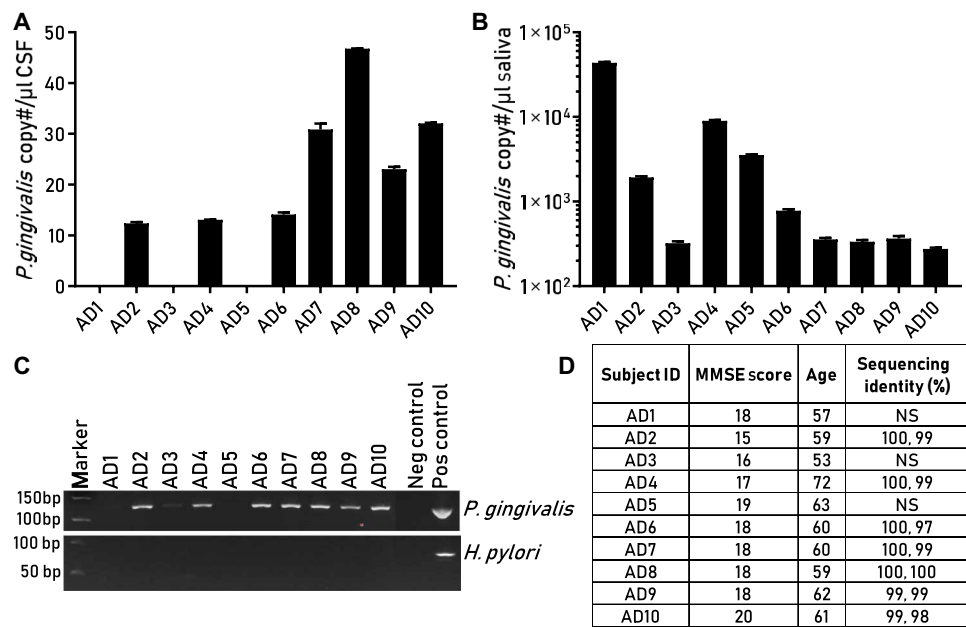 A
P.gingivalis copy#/µl CSF
50
40
30
20
10
0
AD1 AD2 AD3 AD4 AD5 AD6 AD7 AD8 AD9 AD10
B
P. gingivalis copy#/µl saliva
1×10⁵
1×10⁴
1×10³
1×10²
AD1 AD2 AD3 AD4 AD5 AD6 AD7 AD8 AD9 AD10
C
Marker AD1 AD2 AD3 AD4 AD5 AD6 AD7 AD8 AD9 AD10 Neg control Pos control
150bp
100bp
P. gingivalis
100 bp
50 bp
H. pylori
D
Subject ID MMSE score Age Sequencing identity (%)
AD1 18 57 NS
AD2 15 59 100, 99
AD3 16 53 NS
AD4 17 72 100, 99
AD5 19 63 NS
AD6 18 60 100, 97
AD7 18 60 100, 99
AD8 18 59 100, 100
AD9 18 62 99, 99
AD10 20 61 99, 98